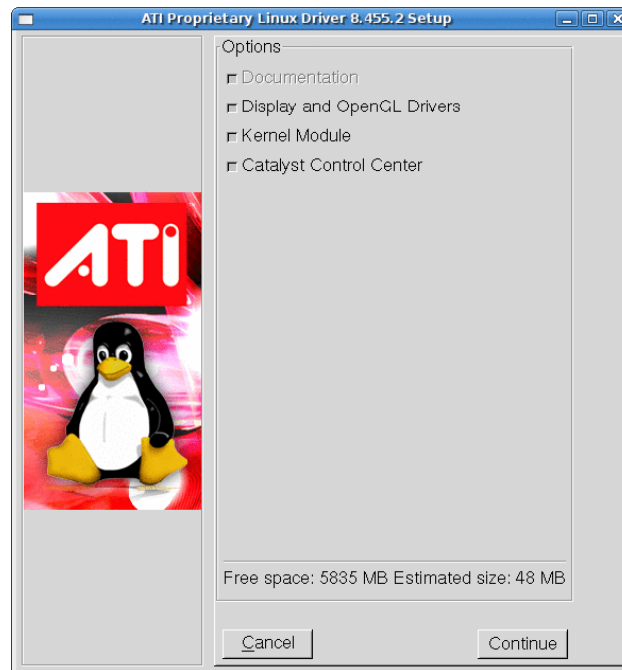 ATI Proprietary Linux Driver 8.455.2 Setup
Options
Documentation
Display and OpenGL Drivers
Kernel Module
Catalyst Control Center
ATI
Free space: 5835 MB Estimated size: 48 MB
Cancel
Continue